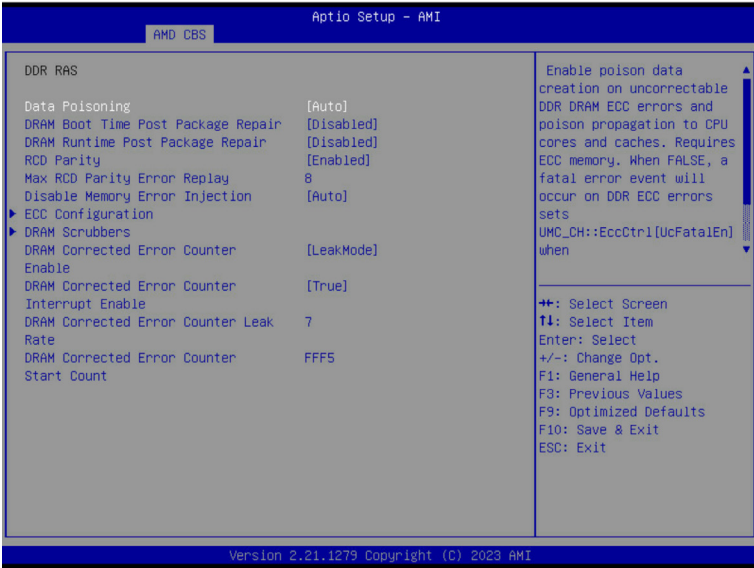 Aptio Setup – AMI
AMD CBS
DDR RAS
Data Poisoning [Auto]
DRAM Boot Time Post Package Repair [Disabled]
DRAM Runtime Post Package Repair [Disabled]
RCD Parity [Enabled]
Max RCD Parity Error Replay 8
Disable Memory Error Injection [Auto]
ECC Configuration
DRAM Scrubbers
DRAM Corrected Error Counter [LeakMode]
Enable
DRAM Corrected Error Counter [True]
Interrupt Enable
DRAM Corrected Error Counter Leak 7
Rate
DRAM Corrected Error Counter FFF5
Start Count
Enable poison data
creation on uncorrectable
DDR DRAM ECC errors and
poison propagation to CPU
cores and caches. Requires
ECC memory. When FALSE, a
fatal error event will
occur on DDR ECC errors
sets
UMC_CH::EccCtrl[UcFatalEn]
when
→←: Select Screen
↑↓: Select Item
Enter: Select
+/-: Change Opt.
F1: General Help
F3: Previous Values
F9: Optimized Defaults
F10: Save & Exit
ESC: Exit
Version 2.21.1279 Copyright (C) 2023 AMI